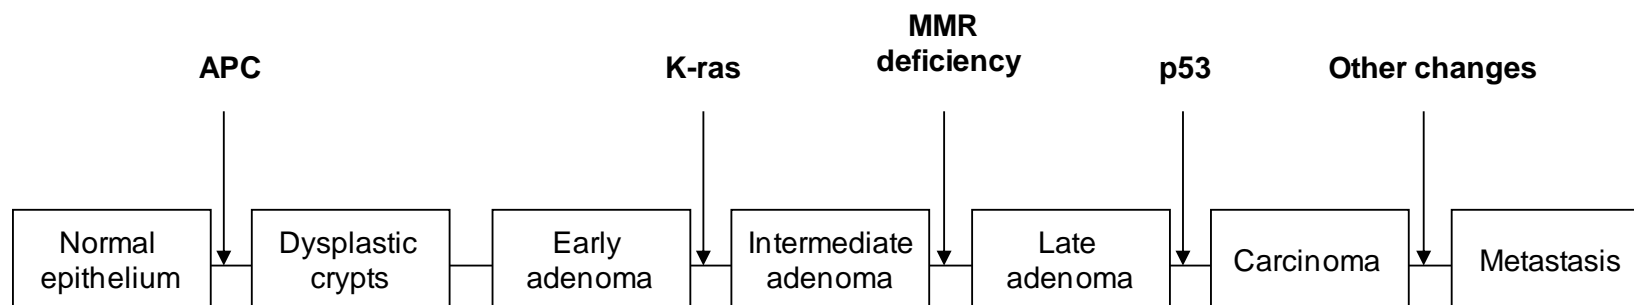 MMR
deficiency
APC
K-ras
p53
Other changes
Normal
epithelium
Dysplastic
crypts
Early
adenoma
Intermediate
adenoma
Late
adenoma
Carcinoma
Metastasis